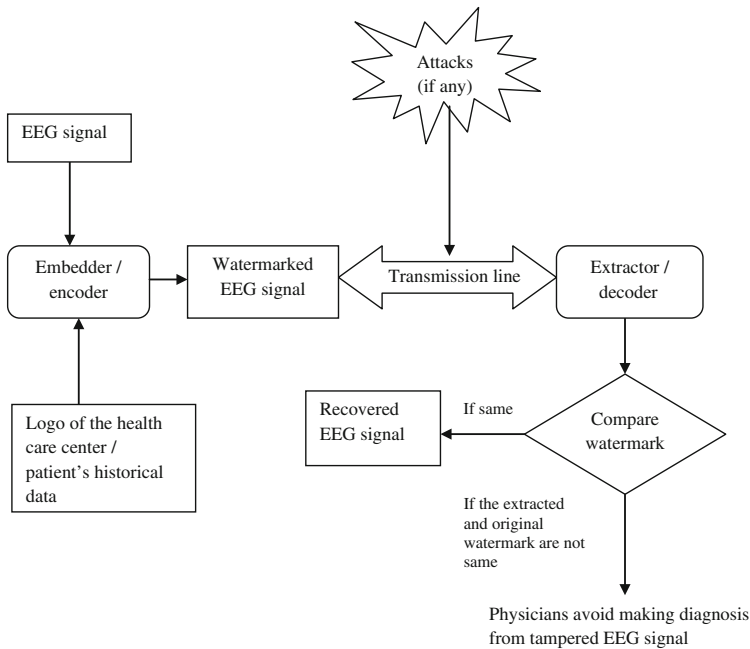 Attacks
(if any)
EEG signal
Embedder /
encoder
Watermarked
EEG signal
Transmission line
Extractor /
decoder
Logo of the health
care center /
patient’s historical
data
Recovered
EEG signal
If same
Compare
watermark
If the extracted
and original
watermark are not
same
Physicians avoid making diagnosis
from tampered EEG signal